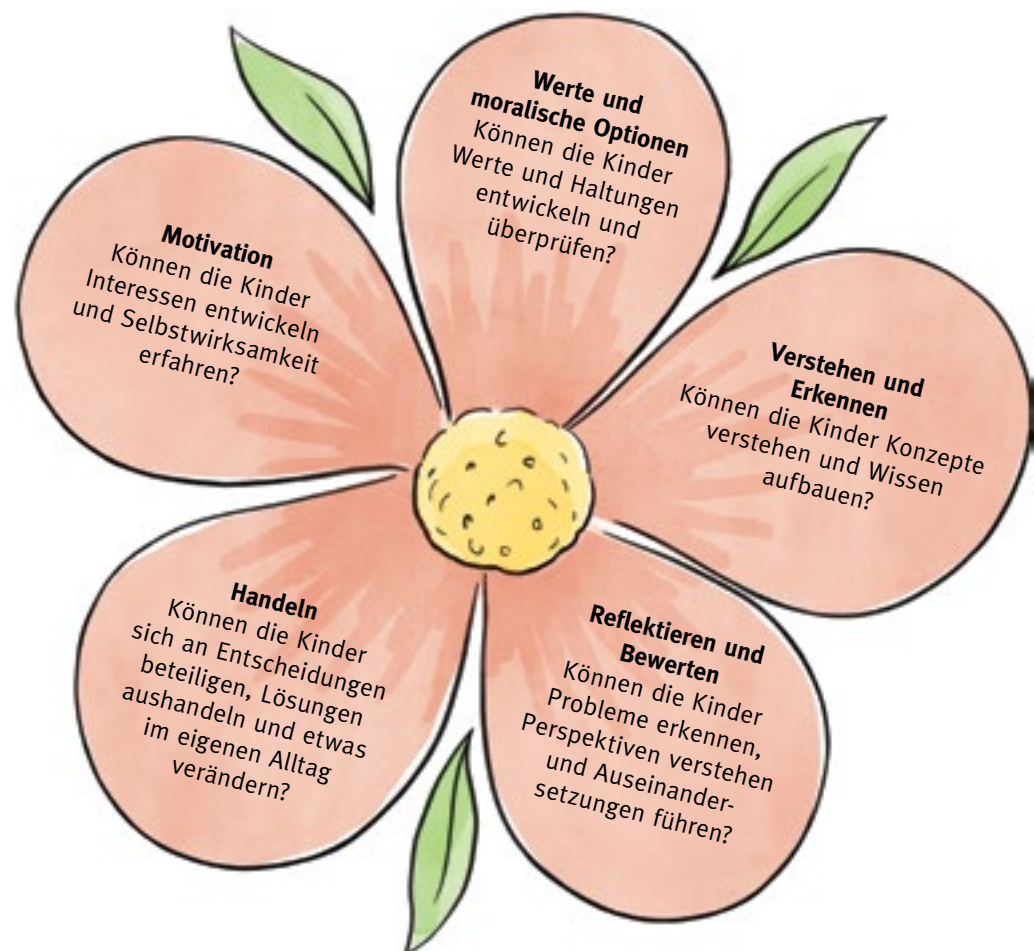 Werte und
moralische Optionen
Können die Kinder
Werte und Haltungen
entwickeln und
überprüfen?
Verstehen und
Erkennen
Können die Kinder Konzepte
verstehen und Wissen
aufbauen?
Reflektieren und
Bewerten
Können die Kinder
Probleme erkennen,
Perspektiven verstehen
und Auseinander-
setzungen führen?
Handeln
Können die Kinder
sich an Entscheidungen
beteiligen, Lösungen
aushandeln und etwas
im eigenen Alltag
verändern?
Motivation
Können die Kinder
Interessen entwickeln
und Selbstwirksamkeit
erfahren?